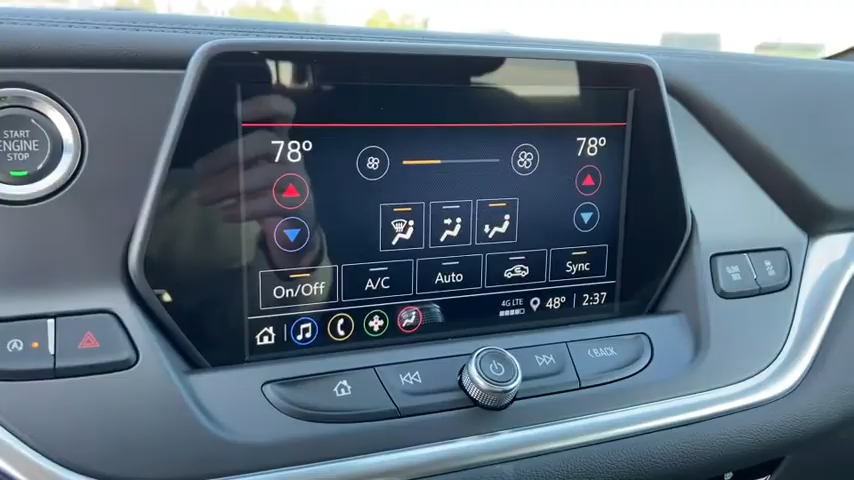 START
ENGINE
STOP
78°
78°
On/Off
A/C
Auto
Sync
4G LTE
48° | 2:37
BACK